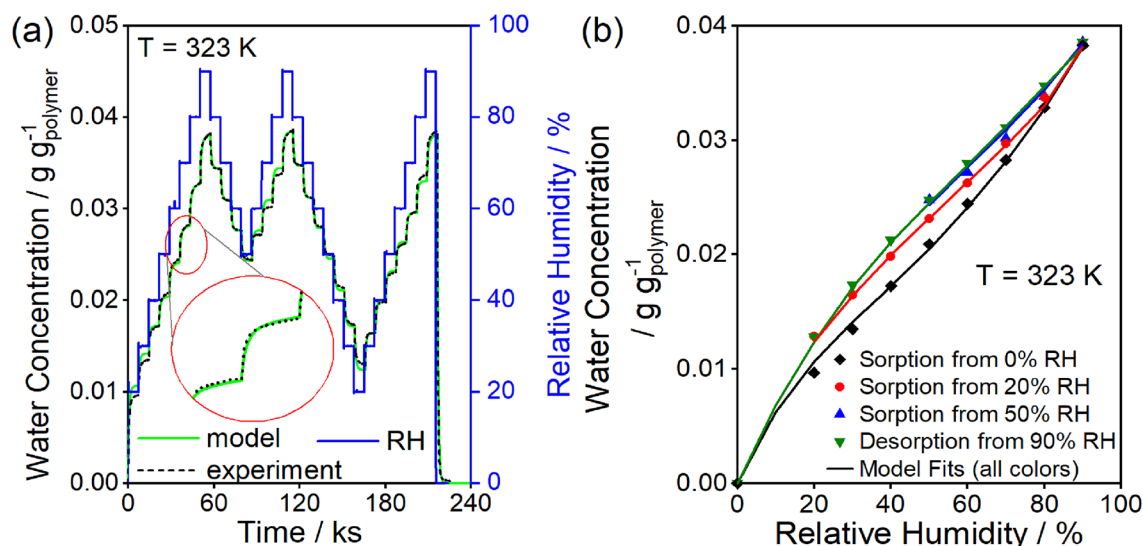 (a)
T = 323 K
Water Concentration / g g⁻¹polymer
0.05
0.04
0.03
0.02
0.01
0.00
0
60
120
180
240
Time / ks
model
experiment
RH
100
80
60
40
20
0
Relative Humidity / %
(b)
Water Concentration
/ g g⁻¹polymer
0.04
0.03
0.02
0.01
0.00
T = 323 K
Sorption from 0% RH
Sorption from 20% RH
Sorption from 50% RH
Desorption from 90% RH
Model Fits (all colors)
0
20
40
60
80
100
Relative Humidity / %